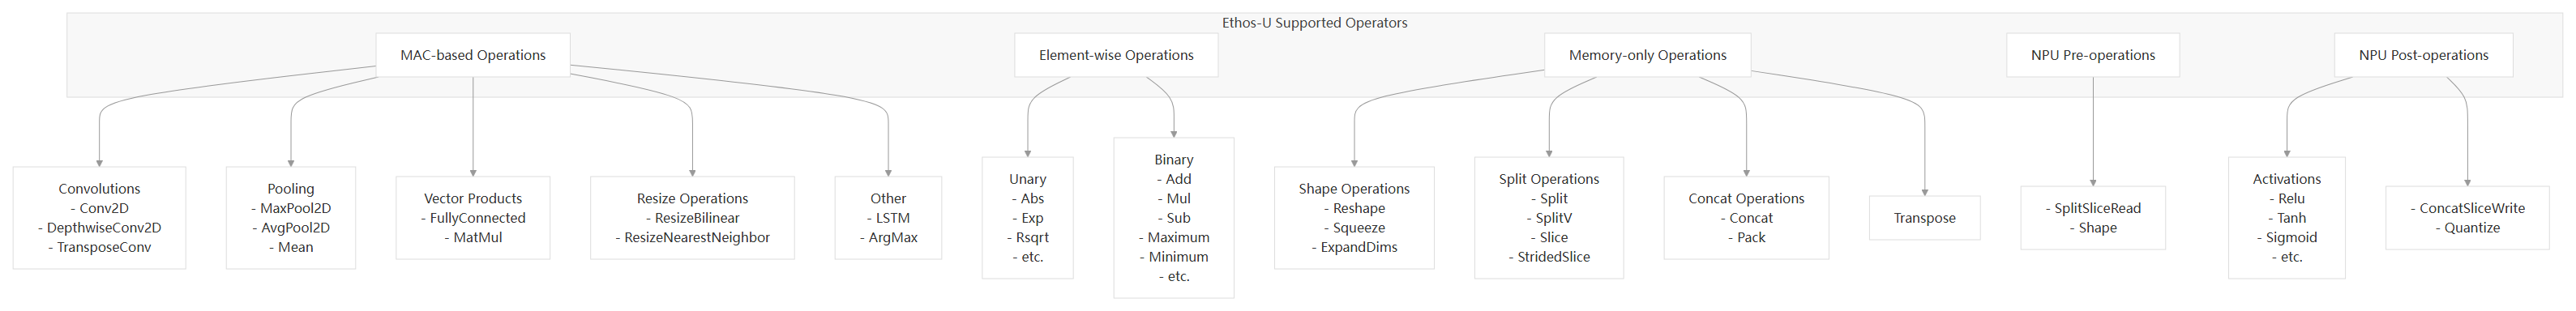 Ethos-U Supported Operators
MAC-based Operations
Element-wise Operations
Memory-only Operations
NPU Pre-operations
NPU Post-operations
Convolutions
- Conv2D
- DepthwiseConv2D
- TransposeConv
Pooling
- MaxPool2D
- AvgPool2D
- Mean
Vector Products
- FullyConnected
- MatMul
Resize Operations
- ResizeBilinear
- ResizeNearestNeighbor
Other
- LSTM
- ArgMax
Unary
- Abs
- Exp
- Rsqrt
- etc.
Binary
- Add
- Mul
- Sub
- Maximum
- Minimum
- etc.
Shape Operations
- Reshape
- Squeeze
- ExpandDims
Split Operations
- Split
- SplitV
- Slice
- StridedSlice
Concat Operations
- Concat
- Pack
Transpose
- SplitSliceRead
- Shape
Activations
- Relu
- Tanh
- Sigmoid
- etc.
- ConcatSliceWrite
- Quantize